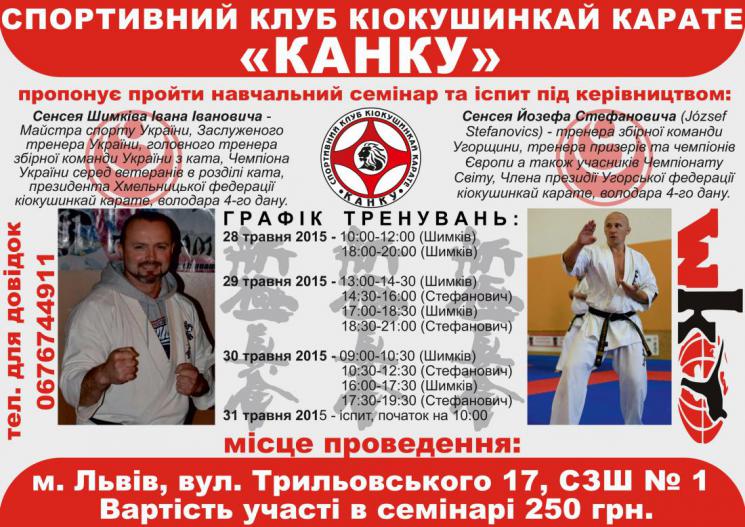 СПОРТИВНИЙ КЛУБ КІОКУШИНКАЙ КАРАТЕ
«КАНКУ»
пропонує пройти навчальний семінар та іспит під керівництвом:
Сенсея Шимківа Івана Івановича -
Майстра спорту України, Заслуженого
тренера України, головного тренера
збірної команди України з ката, Чемпіона
України серед ветеранів в розділі ката,
президента Хмельницької федерації
кіокушинкай карате, володара 4-го дану.
СПОРТИВНИЙ КЛУБ КІОКУШИНКАЙ КАРАТЕ
КАНКУ
Сенсея Йозефа Стефановича (József
Stefanovics) - тренера збірної команди
Угорщини, тренера призерів та чемпіонів
Європи а також учасників Чемпіонату
Світу, Члена президії Угорської федерації
кіокушинкай карате, володара 4-го дану.
тел. для довідок
0676744911
ГРАФІК ТРЕНУВАНЬ:
28 травня 2015 - 10:00-12:00 (Шимків)
18:00-20:00 (Шимків)
29 травня 2015 - 13:00-14-30 (Шимків)
14:30-16:00 (Стефанович)
17:00-18:30 (Шимків)
18:30-21:00 (Стефанович)
30 травня 2015 - 09:00-10:30 (Шимків)
10:30-12:30 (Стефанович)
16:00-17:30 (Шимків)
17:30-19:30 (Стефанович)
31 травня 2015 - іспит, початок на 10:00
wko
місце проведення:
м. Львів, вул. Трильовського 17, СЗШ № 1
Вартість участі в семінарі 250 грн.